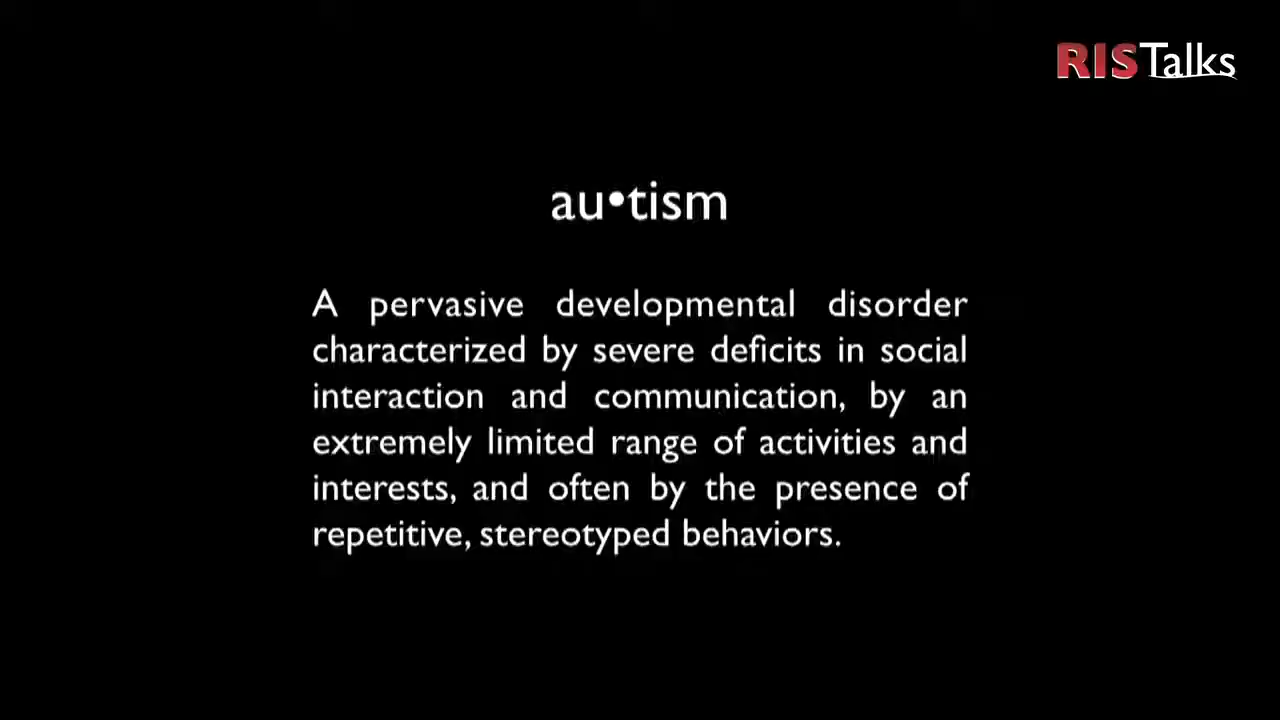 RISTalks
au•tism
A pervasive developmental disorder
characterized by severe deficits in social
interaction and communication, by an
extremely limited range of activities and
interests, and often by the presence of
repetitive, stereotyped behaviors.